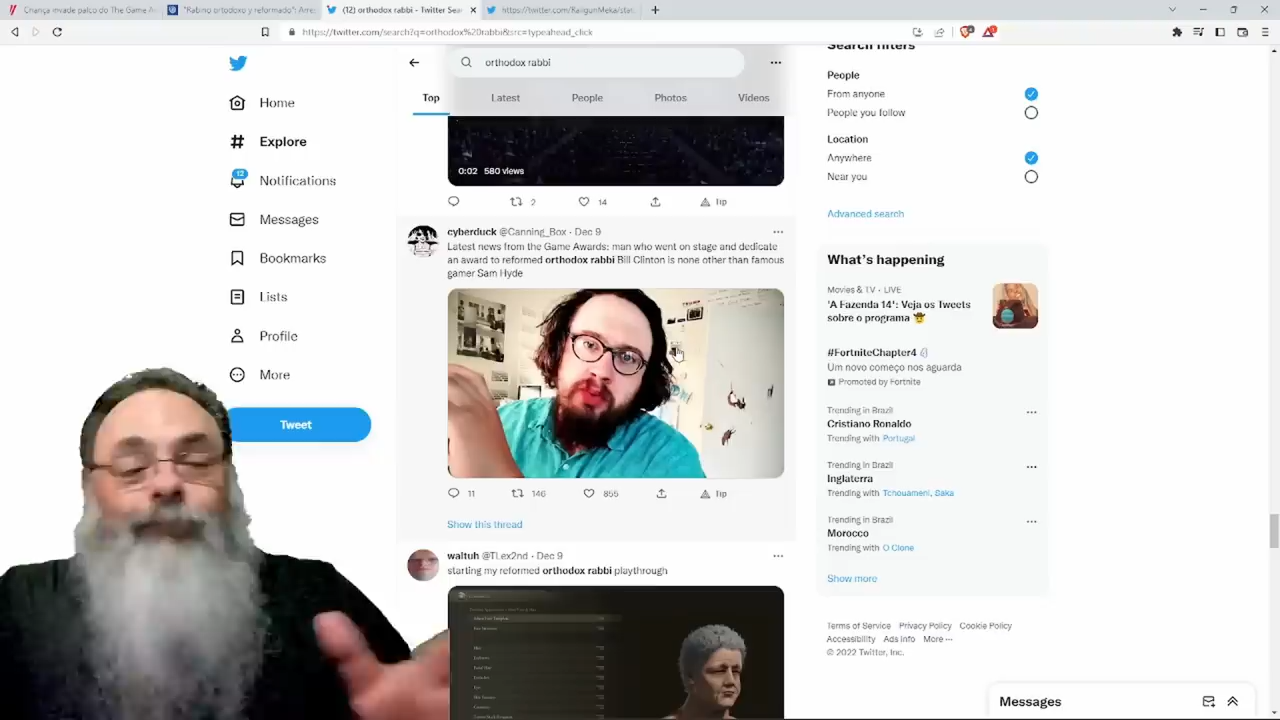 Criança invade palco do The Game A
"Rabino ortodoxo y reformado": Arre
(12) orthodox rabbi - Twitter Sea
https://twitter.com/RailgunMeka/stat
https://twitter.com/search?q=orthodox%20rabbi&src=typeahead_click
Home
Explore
12
Notifications
Messages
Bookmarks
Lists
Profile
More
Tweet
orthodox rabbi
Top
Latest
People
Photos
Videos
0:02 580 views
2
14
Tip
cyberduck @Canning_Box · Dec 9
Latest news from the Game Awards: man who went on stage and dedicate
an award to reformed orthodox rabbi Bill Clinton is none other than famous
gamer Sam Hyde
11
146
855
Tip
Show this thread
waltuh @TLex2nd · Dec 9
starting my reformed orthodox rabbi playthrough
Search filters
People
From anyone
People you follow
Location
Anywhere
Near you
Advanced search
What's happening
Movies & TV · LIVE
'A Fazenda 14': Veja os Tweets
sobre o programa 🤠
#FortniteChapter4
Um novo começo nos aguarda
Promoted by Fortnite
Trending in Brazil
Cristiano Ronaldo
Trending with Portugal
Trending in Brazil
Inglaterra
Trending with Tchouameni, Saka
Trending in Brazil
Morocco
Trending with O Clone
Show more
Terms of Service Privacy Policy Cookie Policy
Accessibility Ads info More ···
© 2022 Twitter, Inc.
Messages